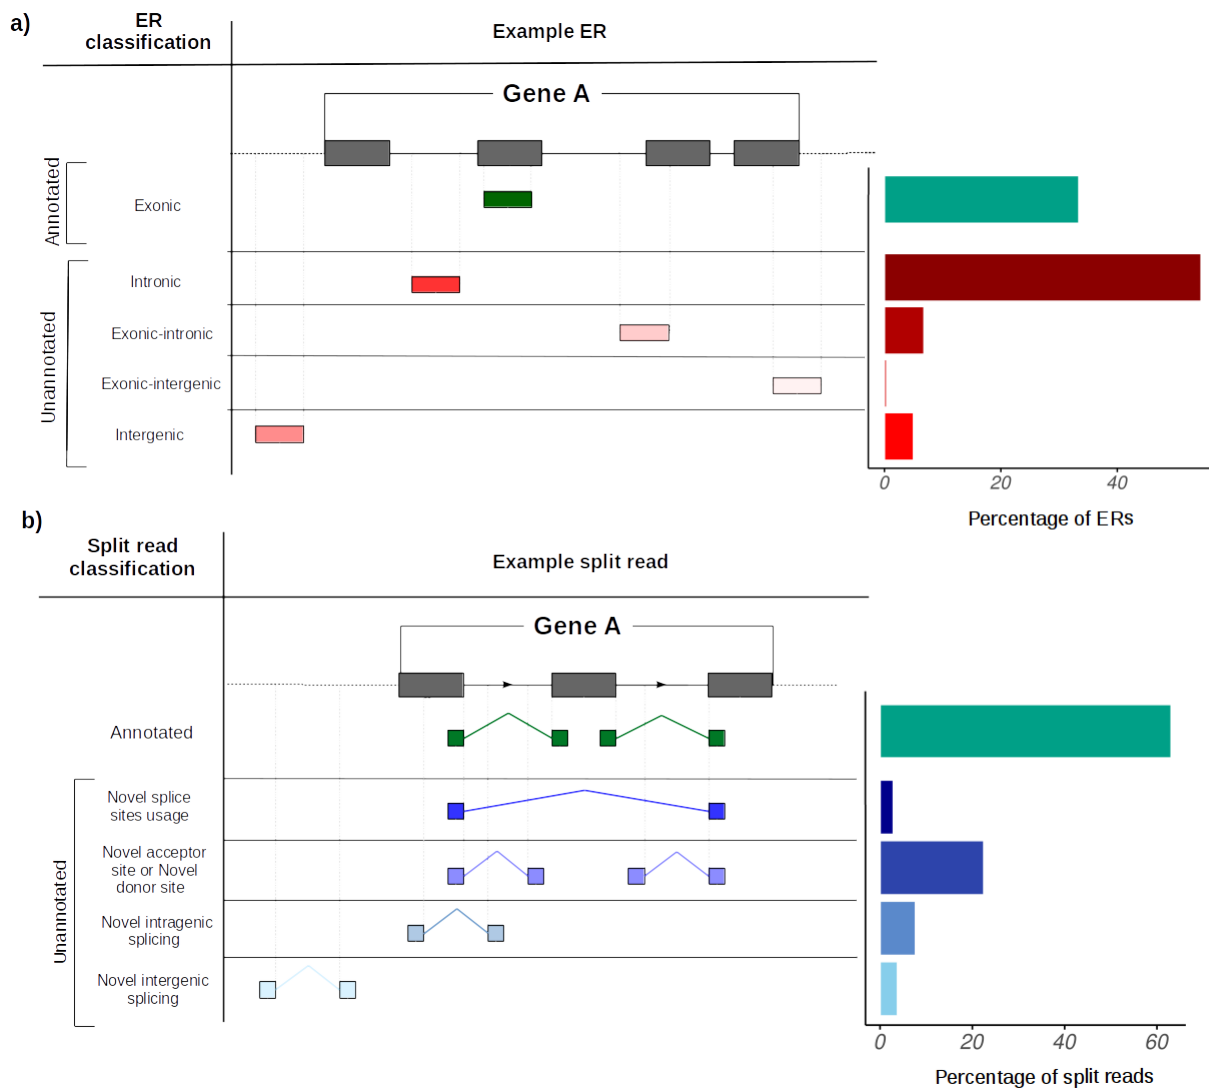 a)
ER
classification
Example ER
Gene A
Annotated
Exonic
Unannotated
Intronic
Exonic-intronic
Exonic-intergenic
Intergenic
0 20 40
Percentage of ERs
b)
Split read
classification
Example split read
Gene A
Annotated
Unannotated
Novel splice
sites usage
Novel acceptor
site or Novel
donor site
Novel intragenic
splicing
Novel intergenic
splicing
0 20 40 60
Percentage of split reads